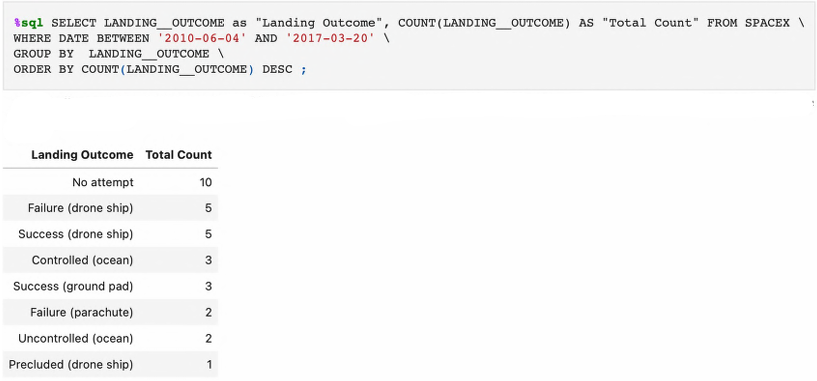 %sql SELECT LANDING__OUTCOME as "Landing Outcome", COUNT(LANDING__OUTCOME) AS "Total Count" FROM SPACEX \
WHERE DATE BETWEEN '2010-06-04' AND '2017-03-20' \
GROUP BY  LANDING__OUTCOME \
ORDER BY COUNT(LANDING__OUTCOME) DESC ;
Landing Outcome Total Count
No attempt 10
Failure (drone ship) 5
Success (drone ship) 5
Controlled (ocean) 3
Success (ground pad) 3
Failure (parachute) 2
Uncontrolled (ocean) 2
Precluded (drone ship) 1